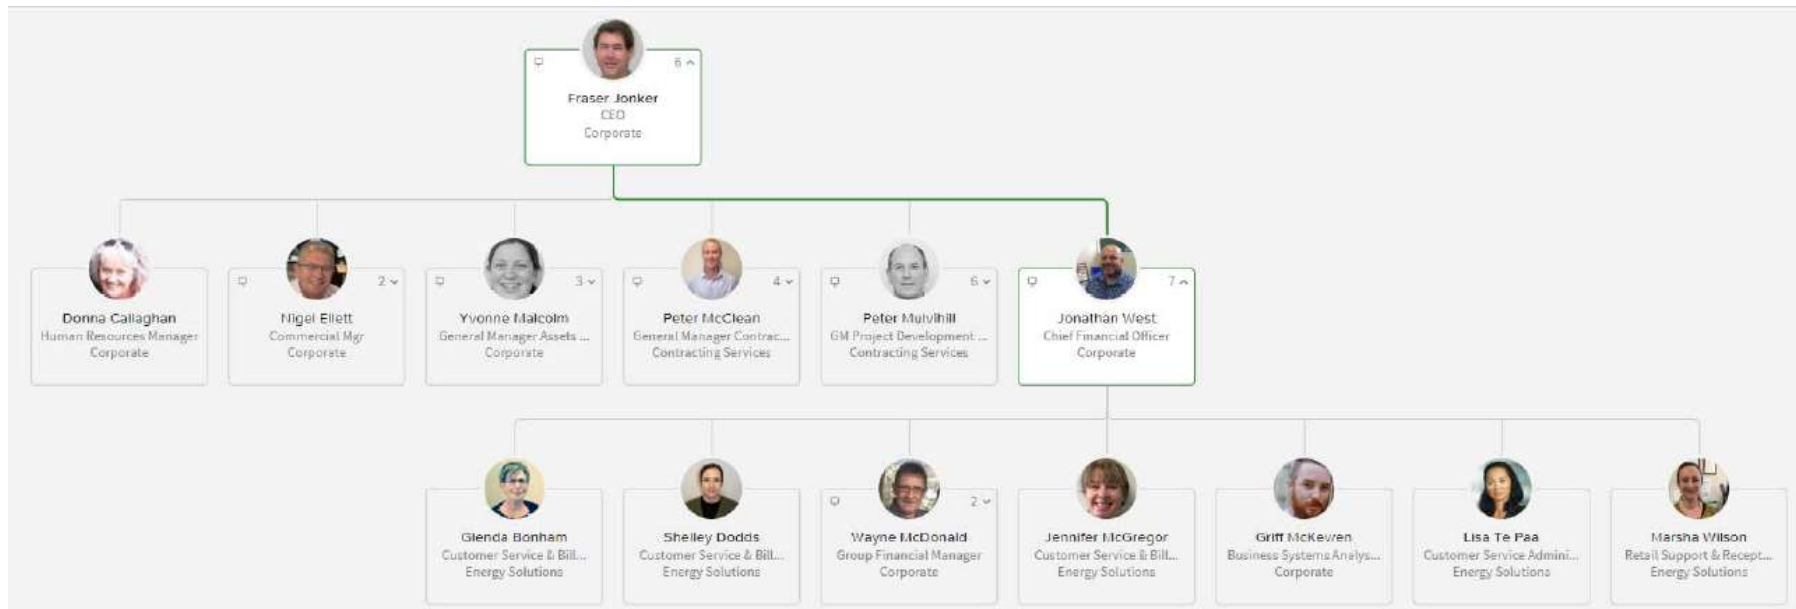 6
Fraser Jonker
CEO
Corporate
Donna Callaghan
Human Resources Manager
Corporate
2
Nigel Ellett
Commercial Mgr
Corporate
3
Yvonne Malcolm
General Manager Assets ...
Corporate
4
Peter McClean
General Manager Contrac...
Contracting Services
6
Peter Mulvihill
GM Project Development ...
Contracting Services
7
Jonathan West
Chief Financial Officer
Corporate
Glenda Bonham
Customer Service & Bill...
Energy Solutions
Shelley Dodds
Customer Service & Bill...
Energy Solutions
2
Wayne McDonald
Group Financial Manager
Corporate
Jennifer McGregor
Customer Service & Bill...
Energy Solutions
Griff McKewen
Business Systems Analys...
Corporate
Lisa Te Paa
Customer Service Admini...
Energy Solutions
Marsha Wilson
Retail Support & Recept...
Energy Solutions